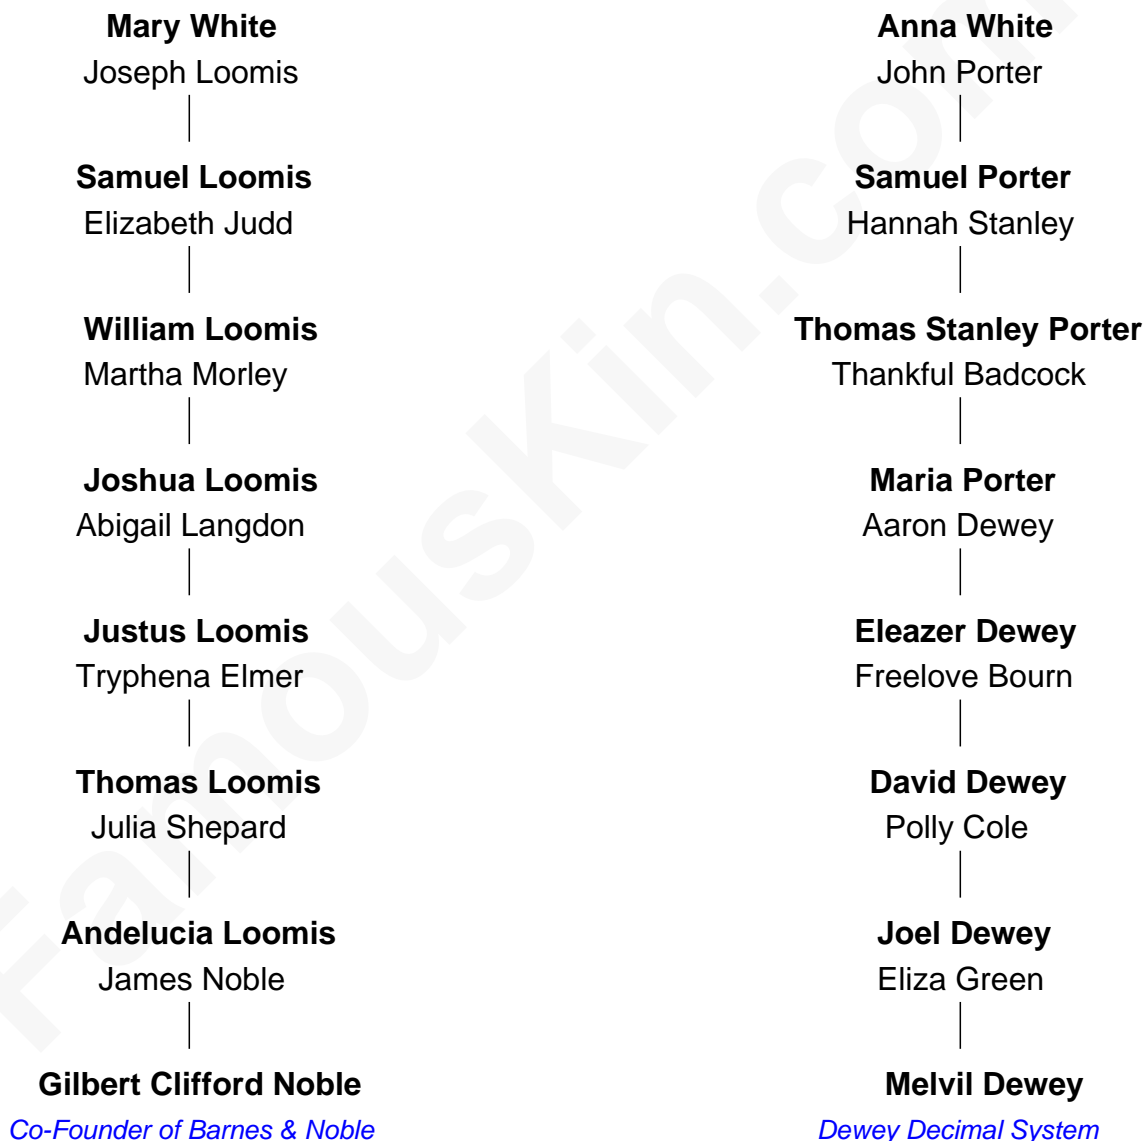 Mary White
Joseph Loomis
Samuel Loomis
Elizabeth Judd
William Loomis
Martha Morley
Joshua Loomis
Abigail Langdon
Justus Loomis
Tryphena Elmer
Thomas Loomis
Julia Shepard
Andelucia Loomis
James Noble
Gilbert Clifford Noble
Co-Founder of Barnes & Noble
Anna White
John Porter
Samuel Porter
Hannah Stanley
Thomas Stanley Porter
Thankful Badcock
Maria Porter
Aaron Dewey
Eleazer Dewey
Freelove Bourn
David Dewey
Polly Cole
Joel Dewey
Eliza Green
Melvil Dewey
Dewey Decimal System
FamousKin.com